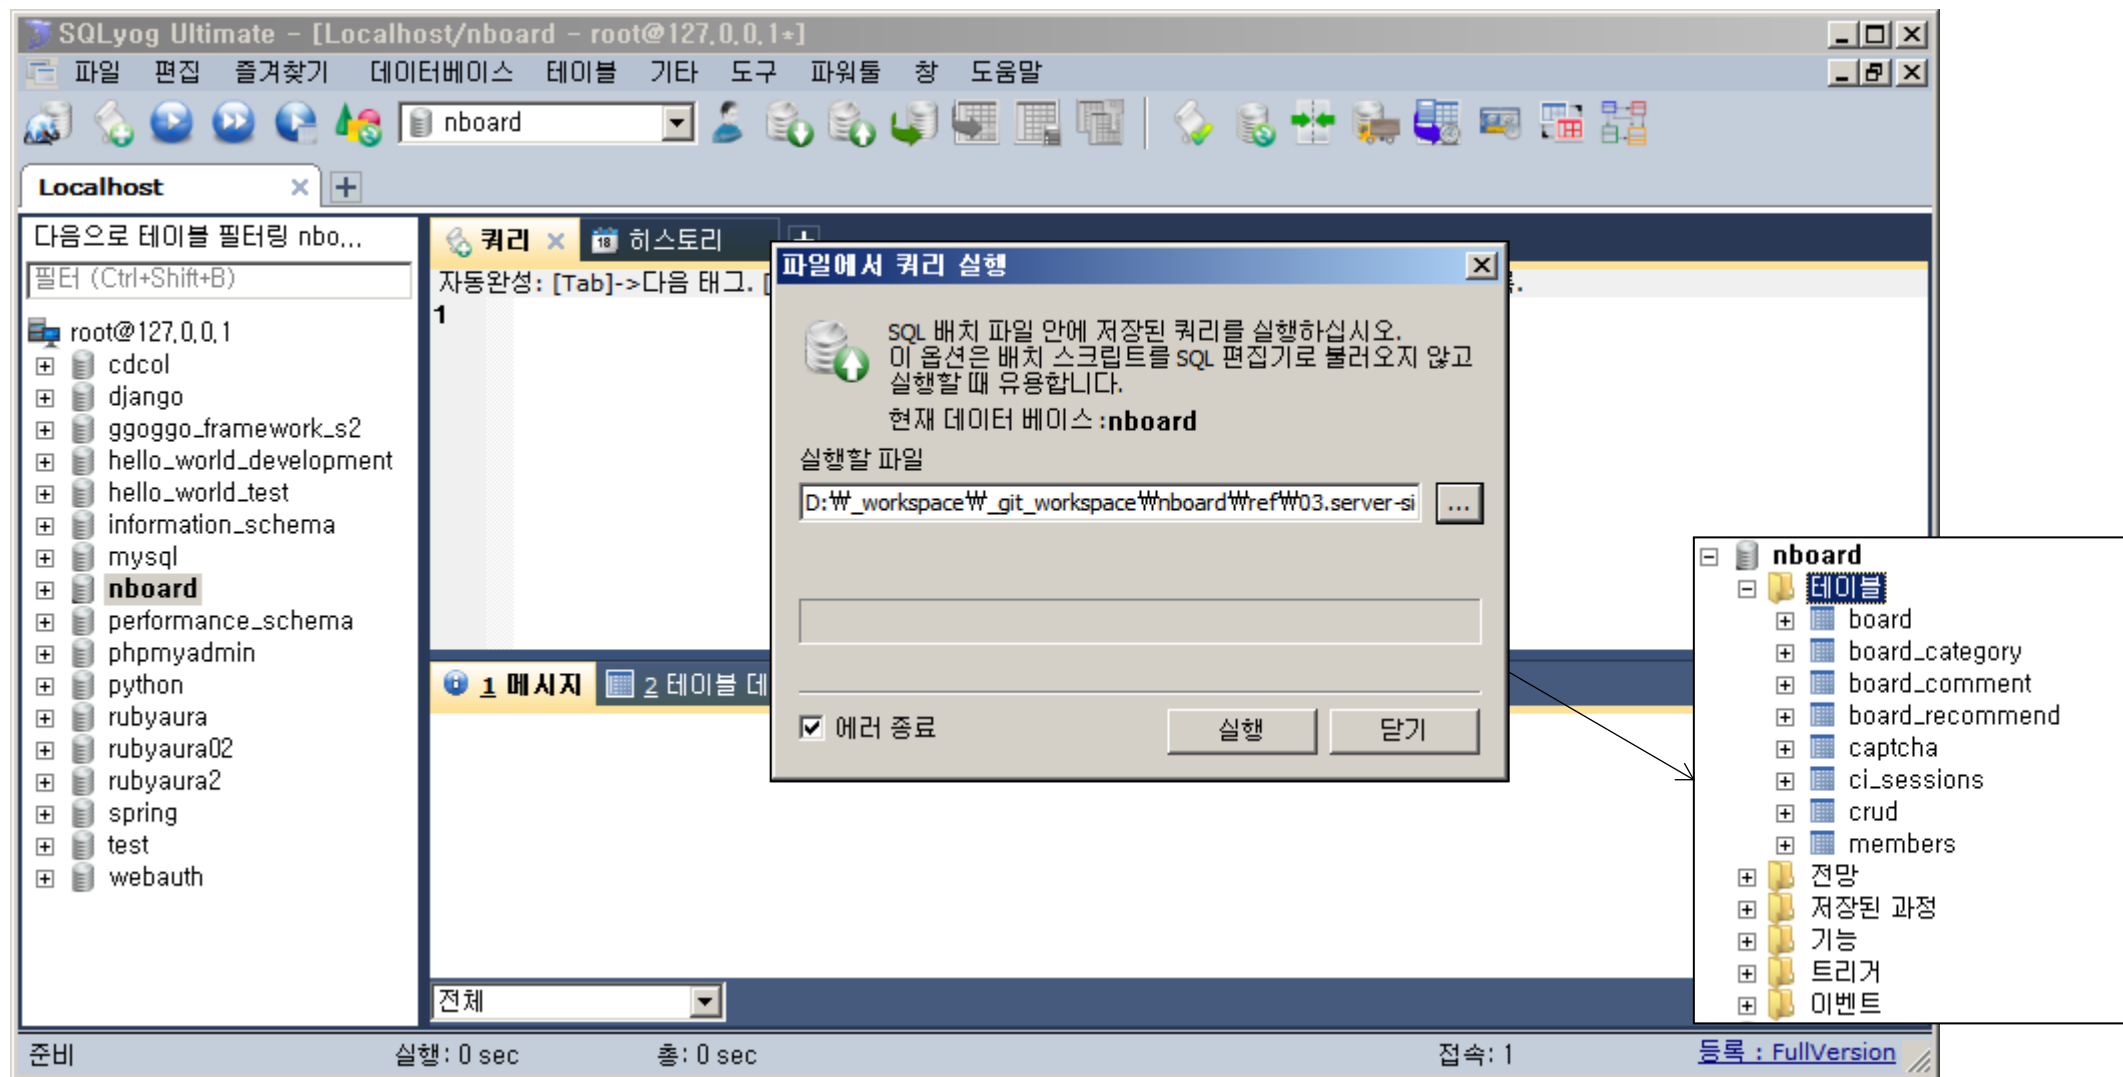 SQLyog Ultimate - [Localhost/nboard - root@127.0.0.1*]
파일 편집 즐겨찾기 데이터베이스 테이블 기타 도구 파워툴 창 도움말
nboard
Localhost
다음으로 테이블 필터링 nbo...
필터 (Ctrl+Shift+B)
root@127.0.0.1
cdcol
django
ggoggo_framework_s2
hello_world_development
hello_world_test
information_schema
mysql
nboard
performance_schema
phpmyadmin
python
rubyaura
rubyaura02
rubyaura2
spring
test
webauth
쿼리 18 히스토리
자동완성: [Tab]->다음 태그. [
1
파일에서 쿼리 실행
SQL 배치 파일 안에 저장된 쿼리를 실행하십시오.
이 옵션은 배치 스크립트를 SQL 편집기로 불러오지 않고
실행할 때 유용합니다.
현재 데이터 베이스 :nboard
실행할 파일
D:₩_workspace₩_git_workspace₩nboard₩ref₩03.server-si
...
에러 종료 실행 닫기
1 메시지 2 테이블 데
전체
nboard
테이블
board
board_category
board_comment
board_recommend
captcha
ci_sessions
crud
members
전망
저장된 과정
기능
트리거
이벤트
준비 실행: 0 sec 총: 0 sec 접속: 1 등록 : FullVersion